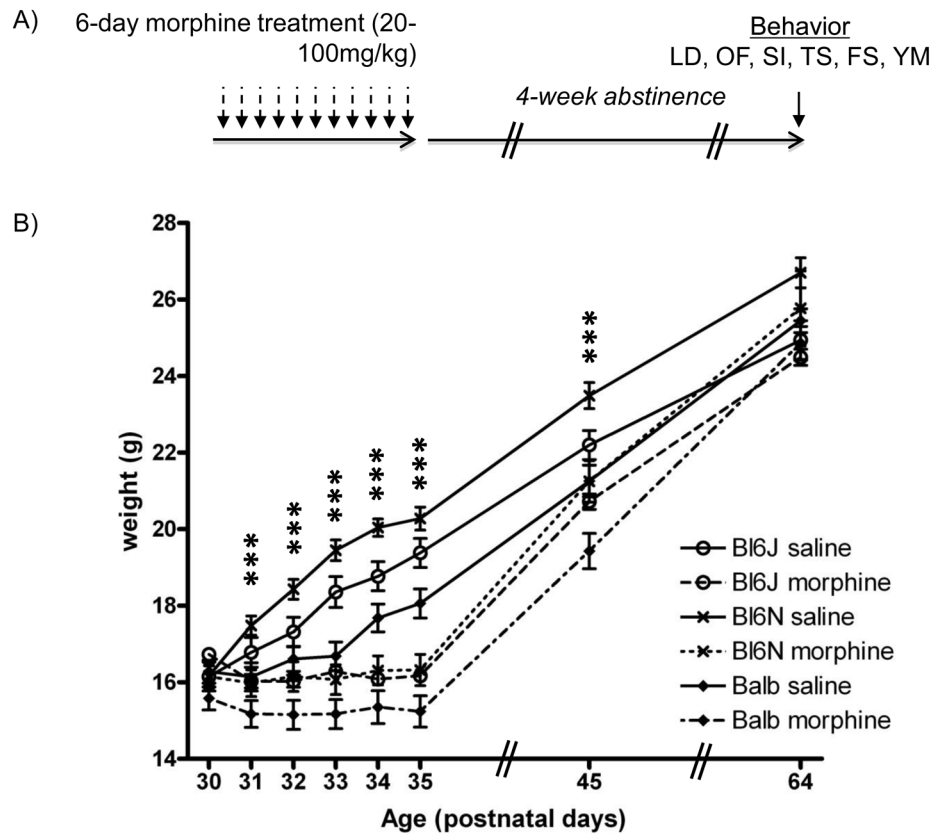 A)
6-day morphine treatment (20-
100mg/kg)
Behavior
LD, OF, SI, TS, FS, YM
4-week abstinence
B)
28
26
24
22
20
18
16
14
weight (g)
***
***
***
***
***
***
Bl6J saline
Bl6J morphine
Bl6N saline
Bl6N morphine
Balb saline
Balb morphine
30 31 32 33 34 35 45 64
Age (postnatal days)